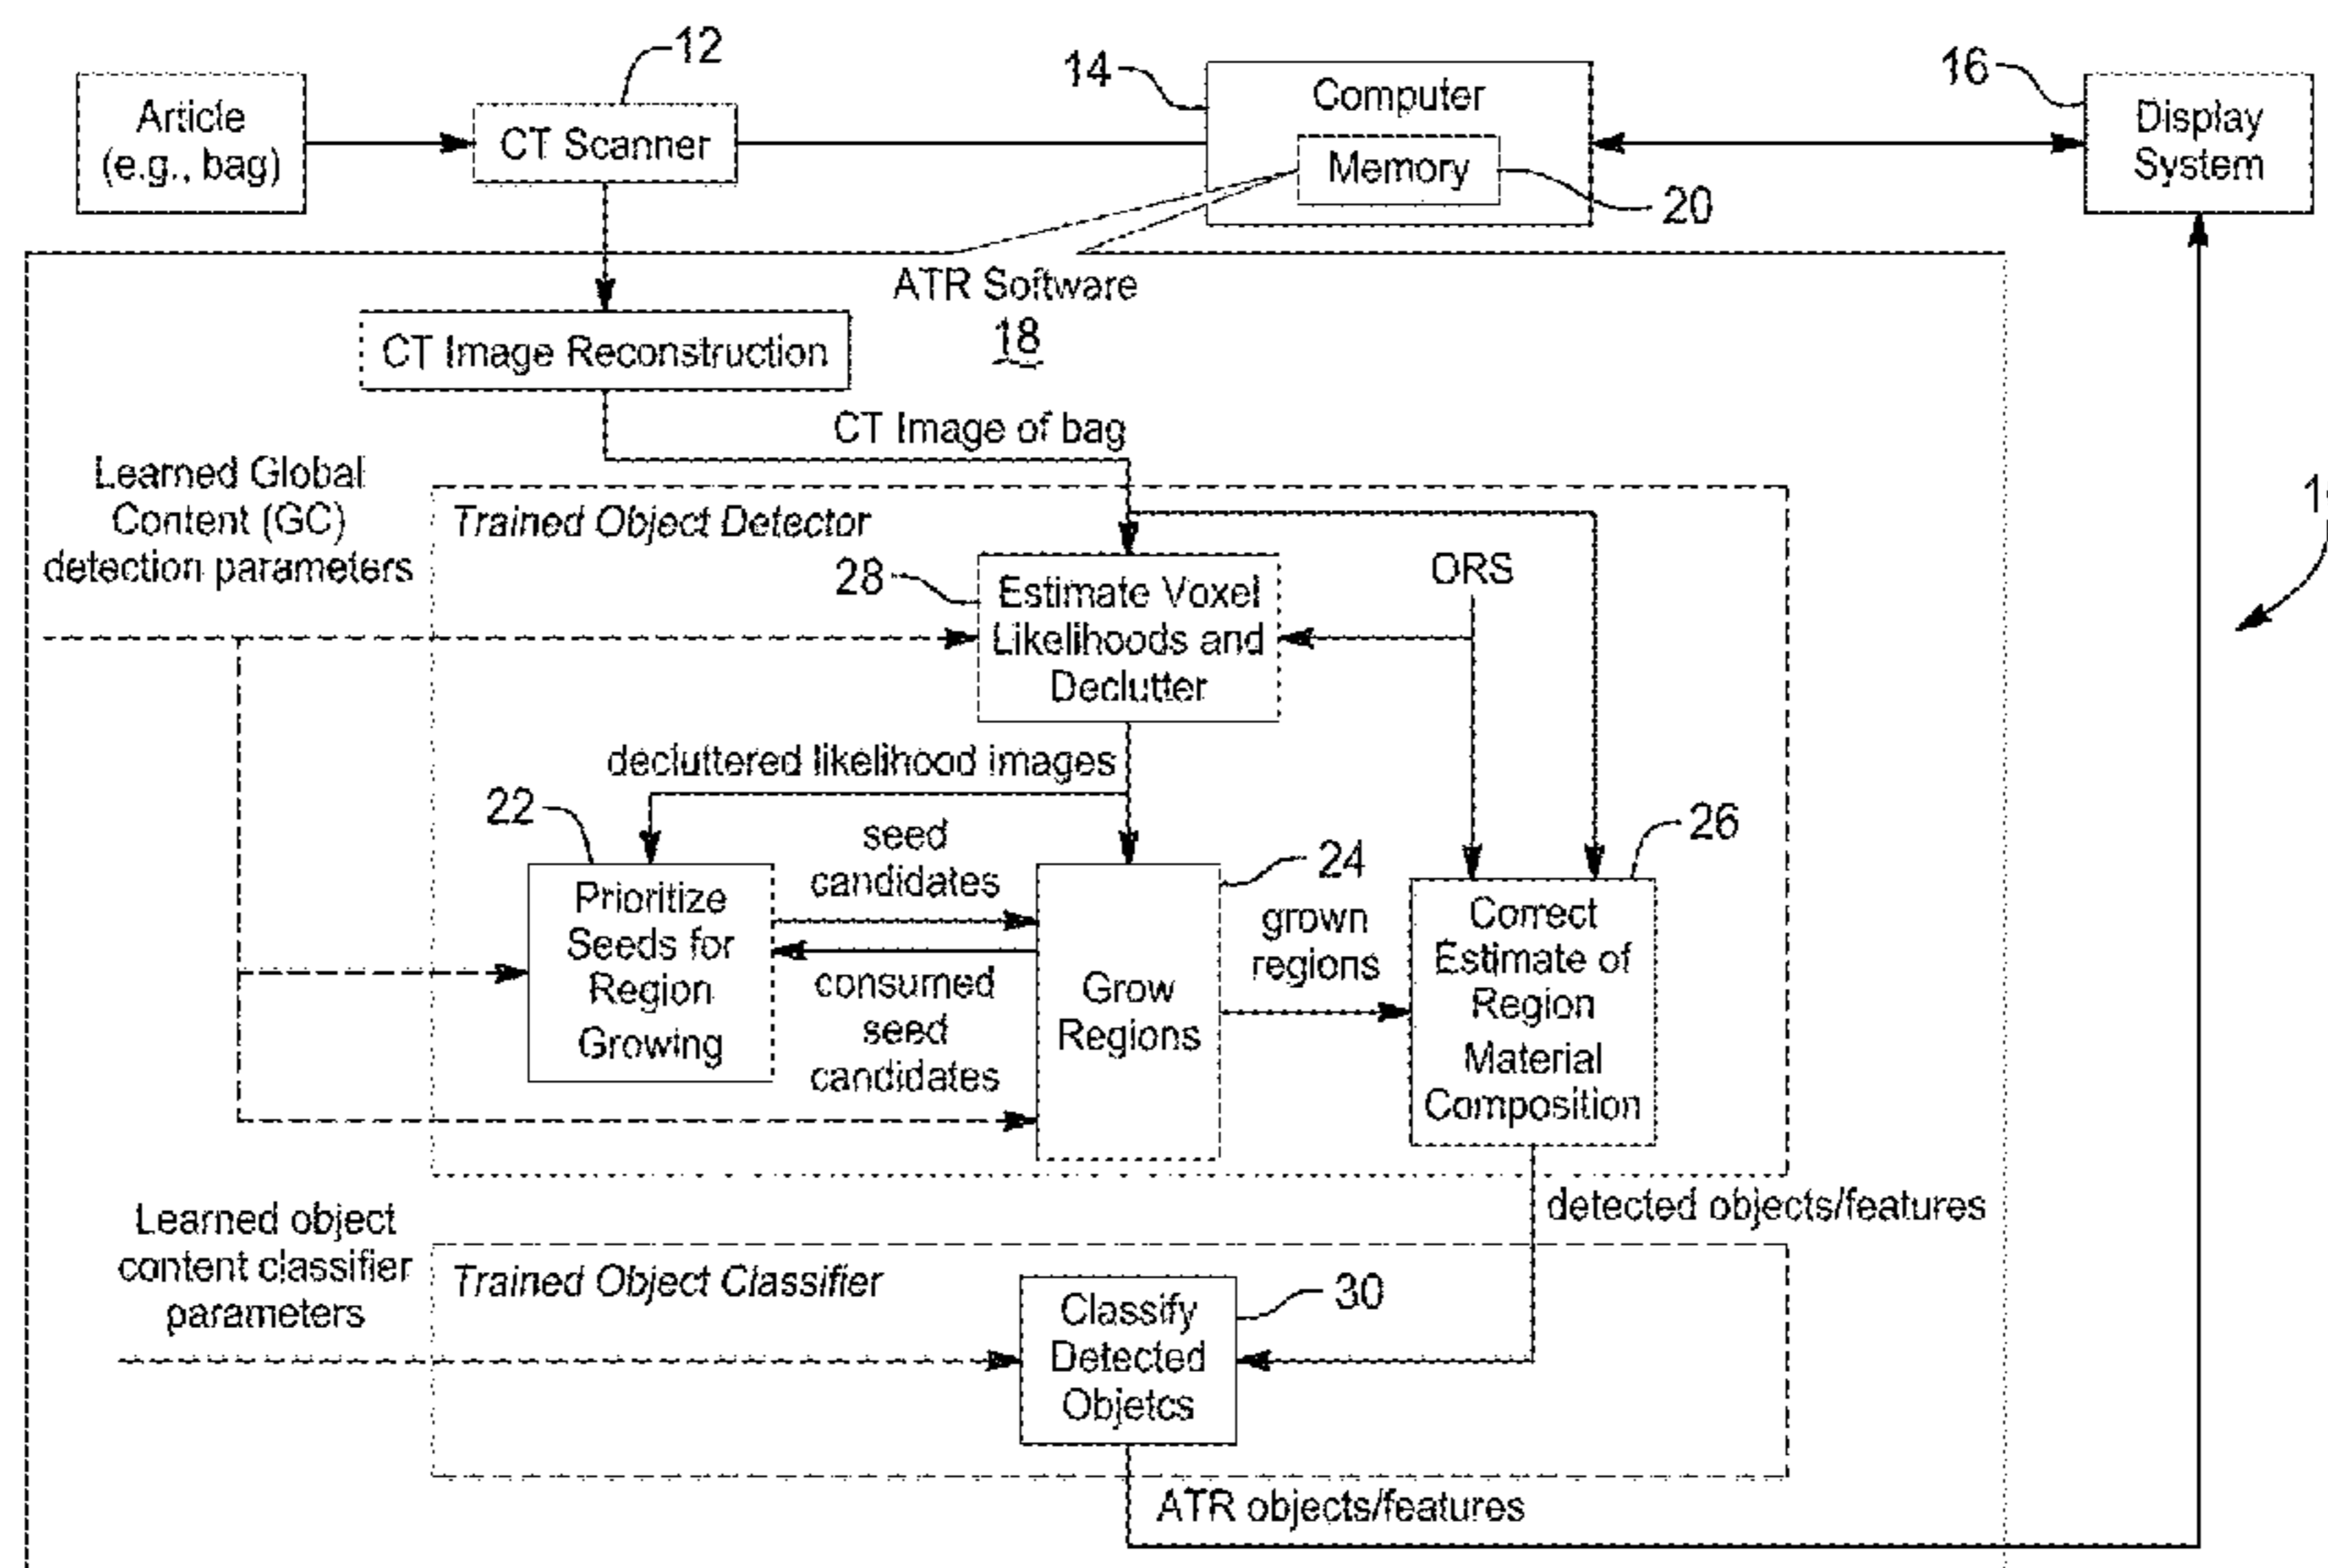 12
14
16
Article
(e.g., bag)
CT Scanner
Computer
Memory
20
Display
System
ATR Software
18
CT Image Reconstruction
CT Image of bag
Learned Global
Content (GC)
detection parameters
Trained Object Detector
28
Estimate Voxel
Likelihoods and
Declutter
ORS
decluttered likelihood images
22
seed
candidates
24
26
Prioritize
Seeds for
Region
Growing
consumed
seed
candidates
Grow
Regions
grown
regions
Correct
Estimate of
Region
Material
Composition
detected objects/features
Learned object
content classifier
parameters
Trained Object Classifier
30
Classify
Detected
Objetcs
ATR objects/features